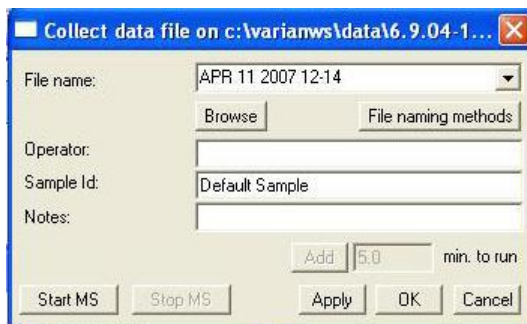 Collect data file on c:\varianws\data\6.9.04-1...
File name:
APR 11 2007 12-14
Browse
File naming methods
Operator:
Sample Id:
Default Sample
Notes:
Add
5.0
min. to run
Start MS
Stop MS
Apply
OK
Cancel